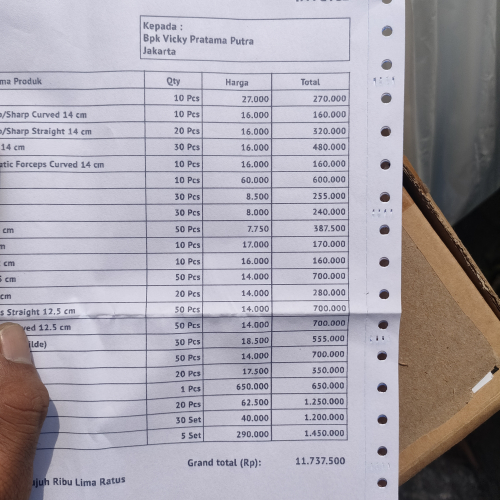 Kepada :
Bpk Vicky Pratama Putra
Jakarta
ma Produk Qty Harga Total
10 Pcs 27.000 270.000
/Sharp Curved 14 cm 10 Pcs 16.000 160.000
/Sharp Straight 14 cm 20 Pcs 16.000 320.000
14 cm 30 Pcs 16.000 480.000
atic Forceps Curved 14 cm 10 Pcs 16.000 160.000
10 Pcs 60.000 600.000
30 Pcs 8.500 255.000
30 Pcs 8.000 240.000
cm 50 Pcs 7.750 387.500
10 Pcs 17.000 170.000
cm 10 Pcs 16.000 160.000
cm 50 Pcs 14.000 700.000
cm 20 Pcs 14.000 280.000
s Straight 12.5 cm 50 Pcs 14.000 700.000
ved 12.5 cm 50 Pcs 14.000 700.000
ilde) 30 Pcs 18.500 555.000
50 Pcs 14.000 700.000
20 Pcs 17.500 350.000
1 Pcs 650.000 650.000
20 Pcs 62.500 1.250.000
30 Set 40.000 1.200.000
5 Set 290.000 1.450.000
Grand total (Rp): 11.737.500
juh Ribu Lima Ratus